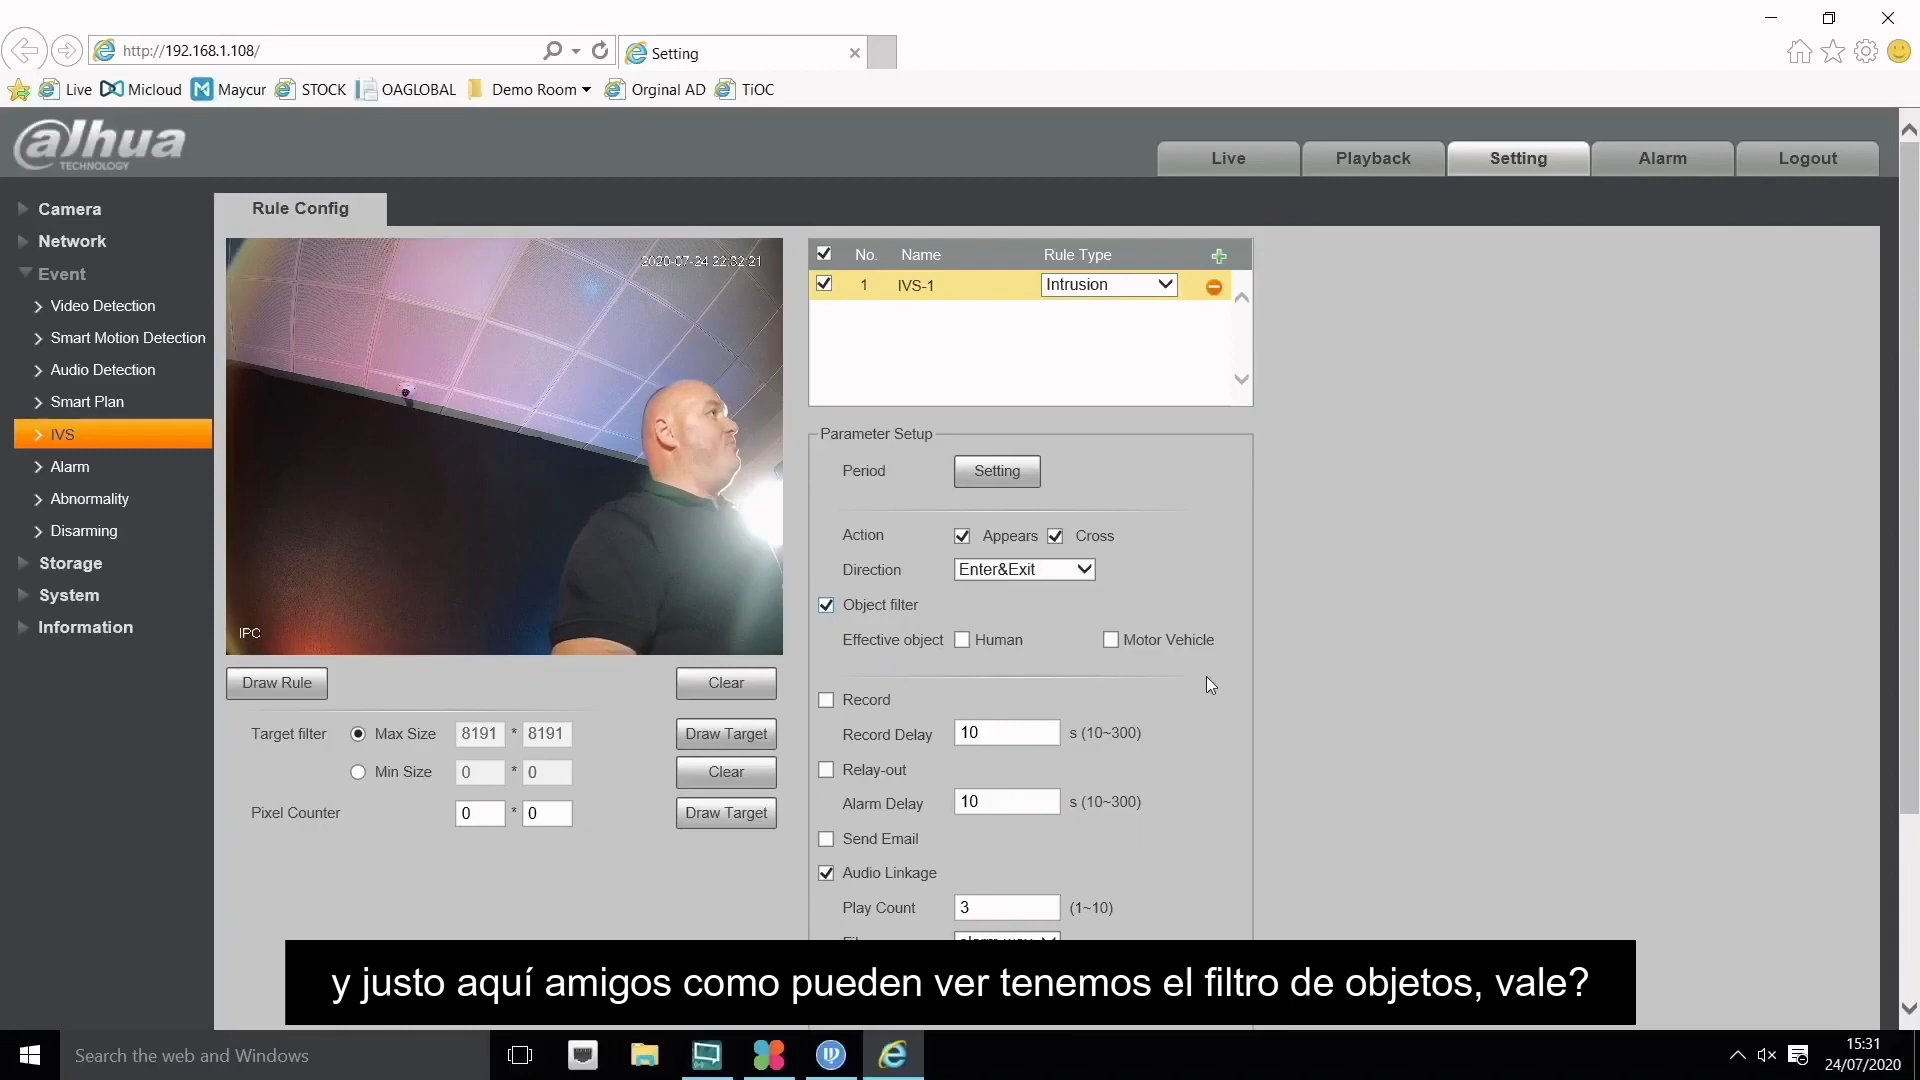 http://192.168.1.108/
Setting
Live
Micloud
Maycur
STOCK
OAGLOBAL
Demo Room
Orginal AD
TiOC
alhua
TECHNOLOGY
Live
Playback
Setting
Alarm
Logout
Camera
Network
Event
Video Detection
Smart Motion Detection
Audio Detection
Smart Plan
IVS
Alarm
Abnormality
Disarming
Storage
System
Information
Rule Config
2020-07-24 22:32:21
IPC
Draw Rule
Clear
Target filter Max Size 8191 * 8191 Draw Target
Min Size 0 * 0 Clear
Pixel Counter 0 * 0 Draw Target
No. Name Rule Type
1 IVS-1 Intrusion
Parameter Setup
Period Setting
Action Appears Cross
Direction Enter&Exit
Object filter
Effective object Human Motor Vehicle
Record
Record Delay 10 s (10~300)
Relay-out
Alarm Delay 10 s (10~300)
Send Email
Audio Linkage
Play Count 3 (1~10)
y justo aquí amigos como pueden ver tenemos el filtro de objetos, vale?
Search the web and Windows
15:31
24/07/2020